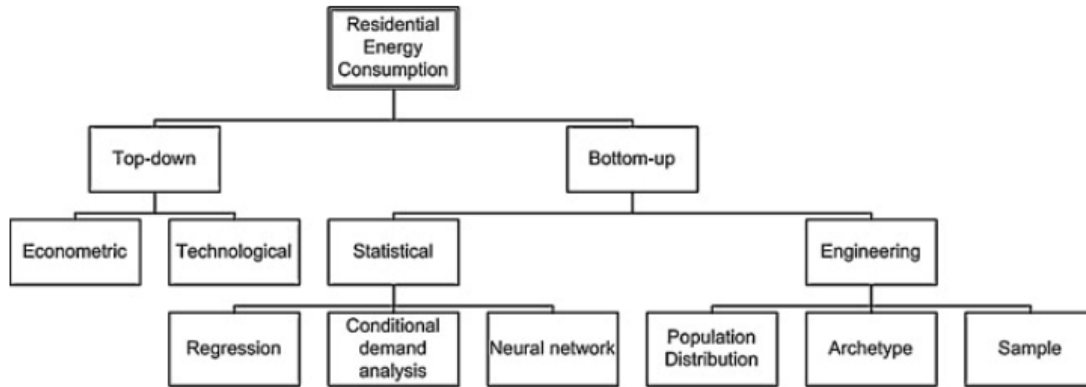 Residential
Energy
Consumption
Top-down
Bottom-up
Econometric
Technological
Statistical
Engineering
Regression
Conditional
demand
analysis
Neural network
Population
Distribution
Archetype
Sample